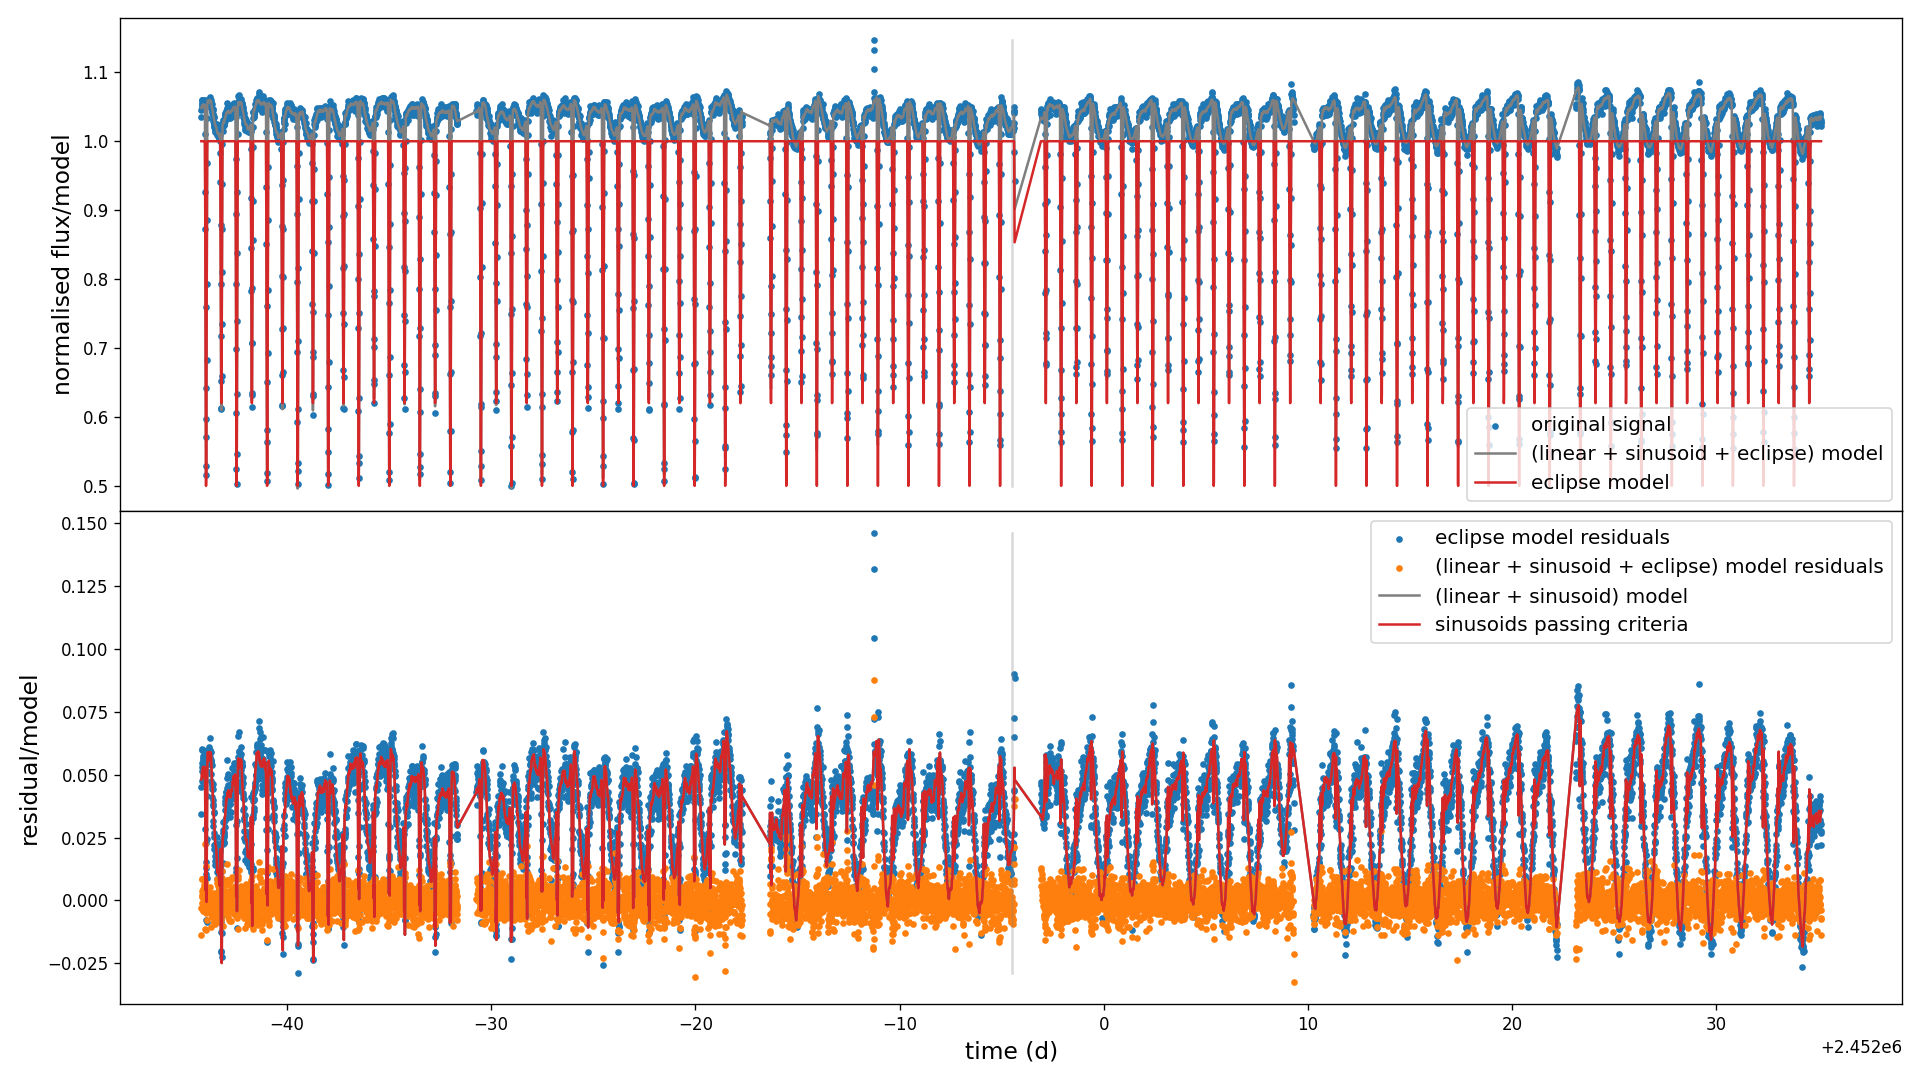 normalised flux/model
1.1
1.0
0.9
0.8
0.7
0.6
0.5
original signal
(linear + sinusoid + eclipse) model
eclipse model
residual/model
0.150
0.125
0.100
0.075
0.050
0.025
0.000
−0.025
eclipse model residuals
(linear + sinusoid + eclipse) model residuals
(linear + sinusoid) model
sinusoids passing criteria
−40 −30 −20 −10 0 10 20 30
time (d)
+2.452e6